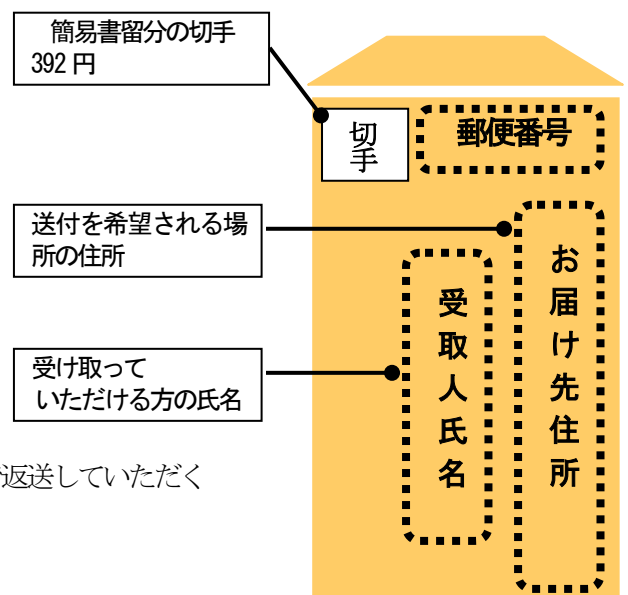 簡易書留分の切手
392円
切手
郵便番号
送付を希望される場
所の住所
お届け先住所
受取人氏名
受け取って
いただける方の氏名
返送していただく